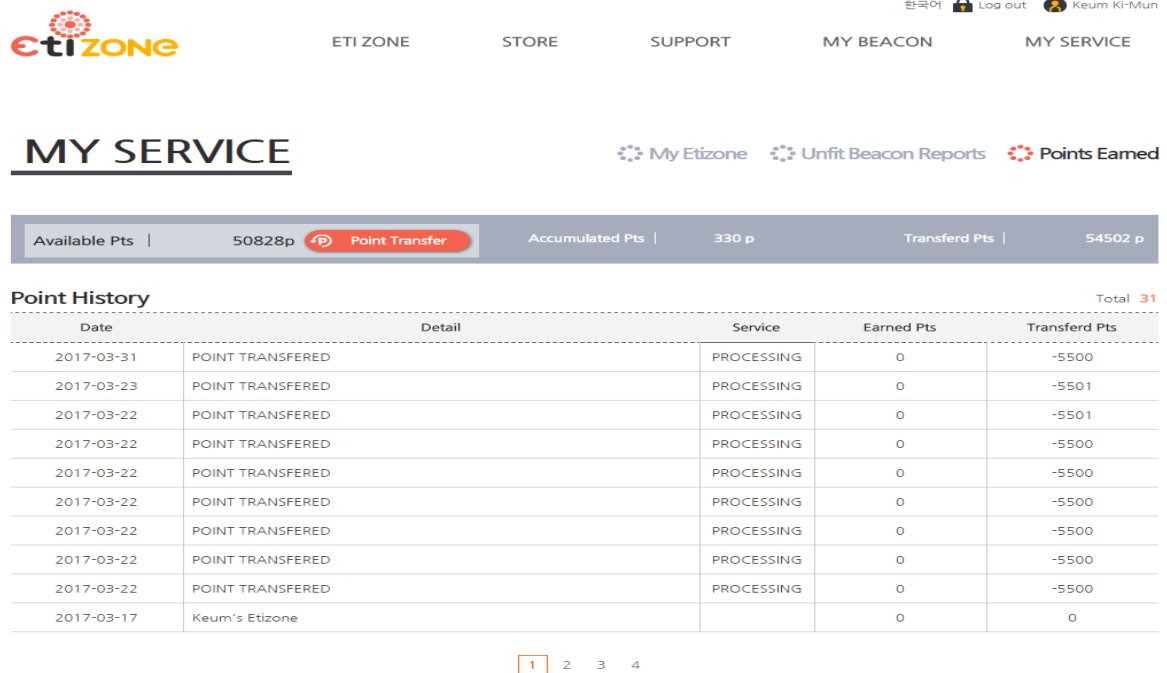 한국어 Log out Keum Ki-Mun
etizone ETI ZONE STORE SUPPORT MY BEACON MY SERVICE
MY SERVICE My Etizone Unfit Beacon Reports Points Earned
Available Pts | 50828p Point Transfer Accumulated Pts | 330 p Transferd Pts | 54502 p
Point History Total 31
Date Detail Service Earned Pts Transferd Pts
2017-03-31 POINT TRANSFERED PROCESSING 0 -5500
2017-03-23 POINT TRANSFERED PROCESSING 0 -5501
2017-03-22 POINT TRANSFERED PROCESSING 0 -5501
2017-03-22 POINT TRANSFERED PROCESSING 0 -5500
2017-03-22 POINT TRANSFERED PROCESSING 0 -5500
2017-03-22 POINT TRANSFERED PROCESSING 0 -5500
2017-03-22 POINT TRANSFERED PROCESSING 0 -5500
2017-03-22 POINT TRANSFERED PROCESSING 0 -5500
2017-03-22 POINT TRANSFERED PROCESSING 0 -5500
2017-03-17 Keum's Etizone 0 0
1 2 3 4